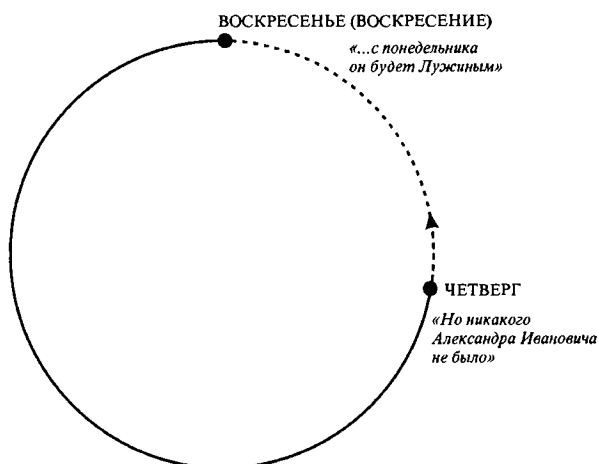 ВОСКРЕСЕНЬЕ (ВОСКРЕСЕНИЕ)
«...с понедельника
он будет Лужиным»
ЧЕТВЕРГ
«Но никакого
Александра Ивановича
не было»